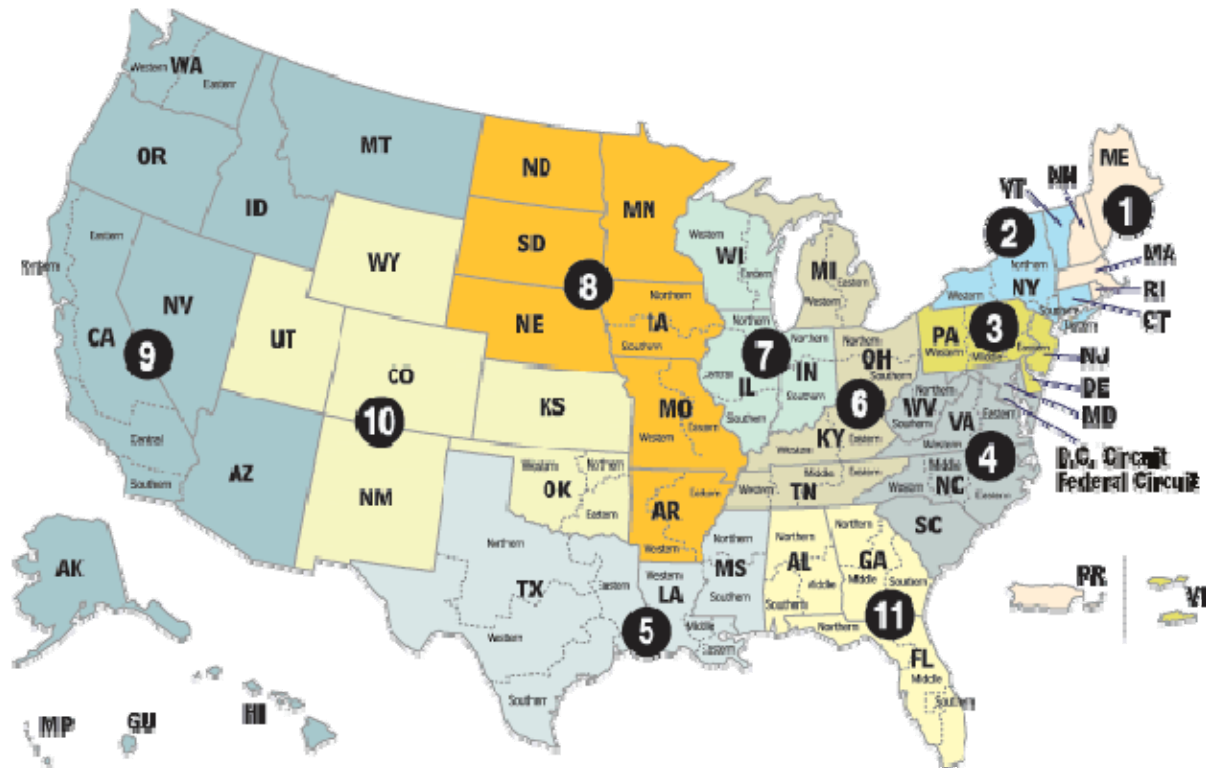 WA
Western
Eastern
OR
MT
ID
ND
MN
SD
WY
NE
8
Northern
IA
Southern
WI
Western
Eastern
MI
Western
Eastern
ME
NH
VT
1
2
Northern
NY
Western
Southern
Eastern
MA
RI
CT
NJ
DE
MD
D.C. Circuit
Federal Circuit
PA
3
Western
Middle
Eastern
Eastern
Northern
NV
CA
9
Central
Southern
UT
CO
10
KS
AZ
NM
Western
Northern
OK
Eastern
MO
Western
Eastern
7
Northern
Central
IL
Southern
Northern
IN
Southern
Northern
OH
Southern
6
KY
Western
Eastern
Northern
WV
Southern
VA
Eastern
Western
4
Western
Middle
Eastern
TN
Western
Middle
NC
Eastern
SC
Eastern
AR
Western
Northern
TX
Eastern
Western
Southern
Western
LA
Middle
Eastern
5
Northern
MS
Southern
Northern
AL
Middle
Southern
Northern
GA
Middle
Southern
11
Northern
FL
Middle
Southern
PR
VI
AK
MP
GU
HI